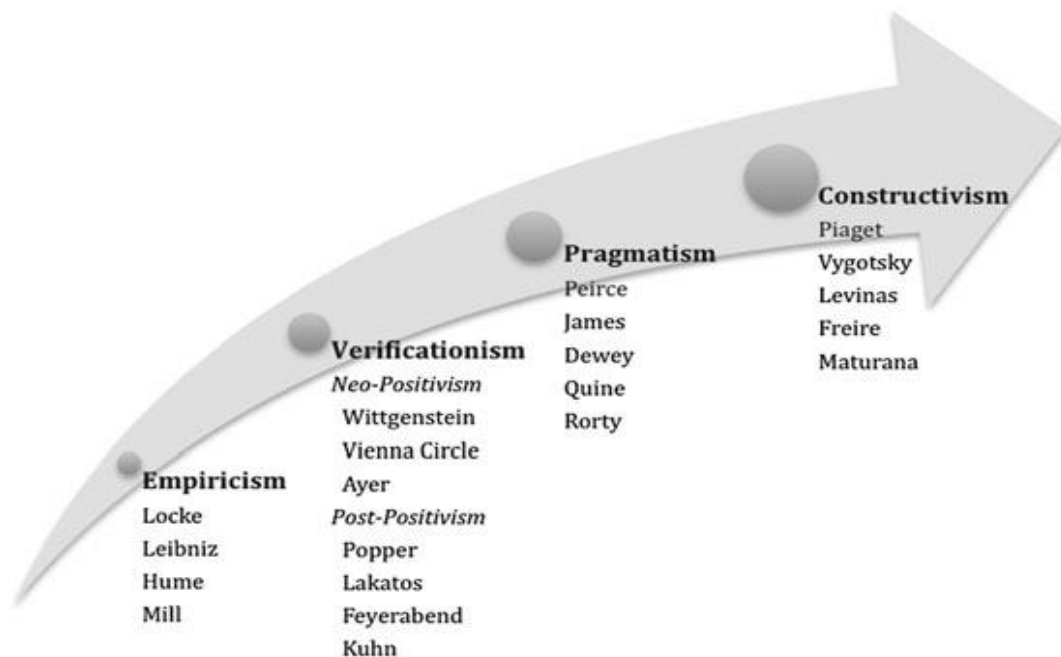 Empiricism
Locke
Leibniz
Hume
Mill
Verificationism
Neo-Positivism
Wittgenstein
Vienna Circle
Ayer
Post-Positivism
Popper
Lakatos
Feyerabend
Kuhn
Pragmatism
Peirce
James
Dewey
Quine
Rorty
Constructivism
Piaget
Vygotsky
Levinas
Freire
Maturana